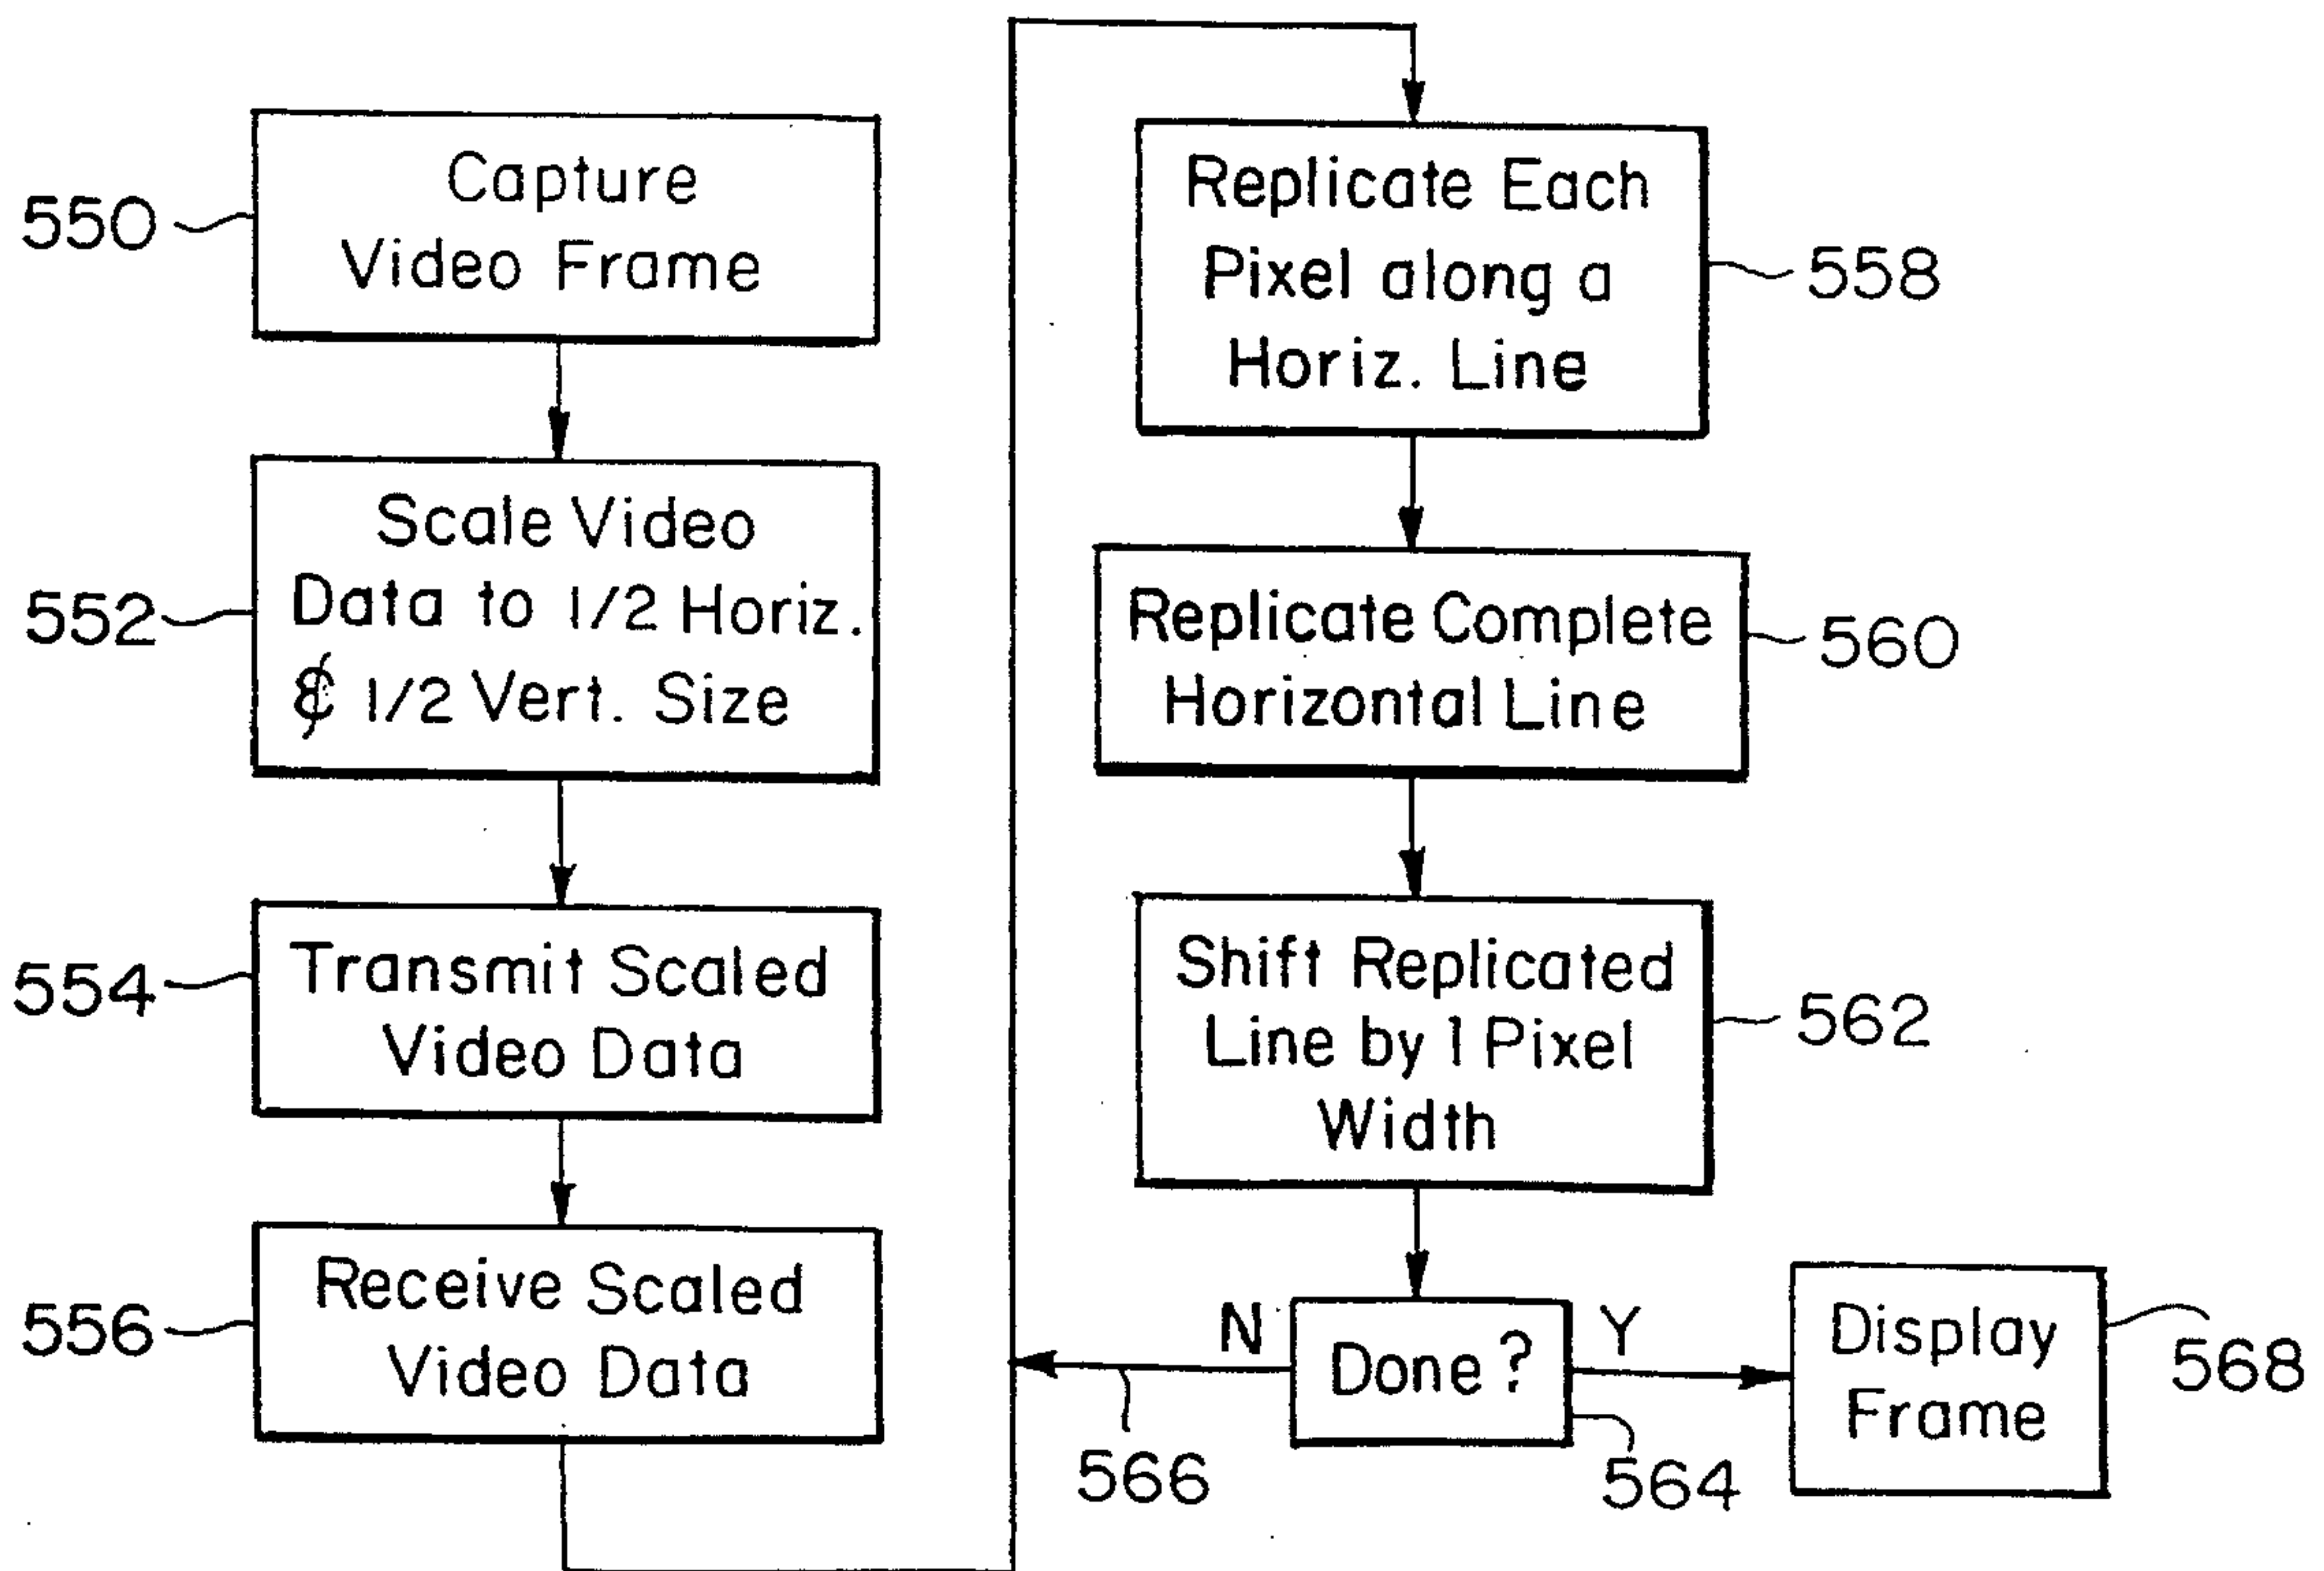 550
Capture
Video Frame
552
Scale Video
Data to 1/2 Horiz.
& 1/2 Vert. Size
554
Transmit Scaled
Video Data
556
Receive Scaled
Video Data
Replicate Each
Pixel along a
Horiz. Line
558
Replicate Complete
Horizontal Line
560
Shift Replicated
Line by 1 Pixel
Width
562
N
Done?
Y
564
566
Display
Frame
568